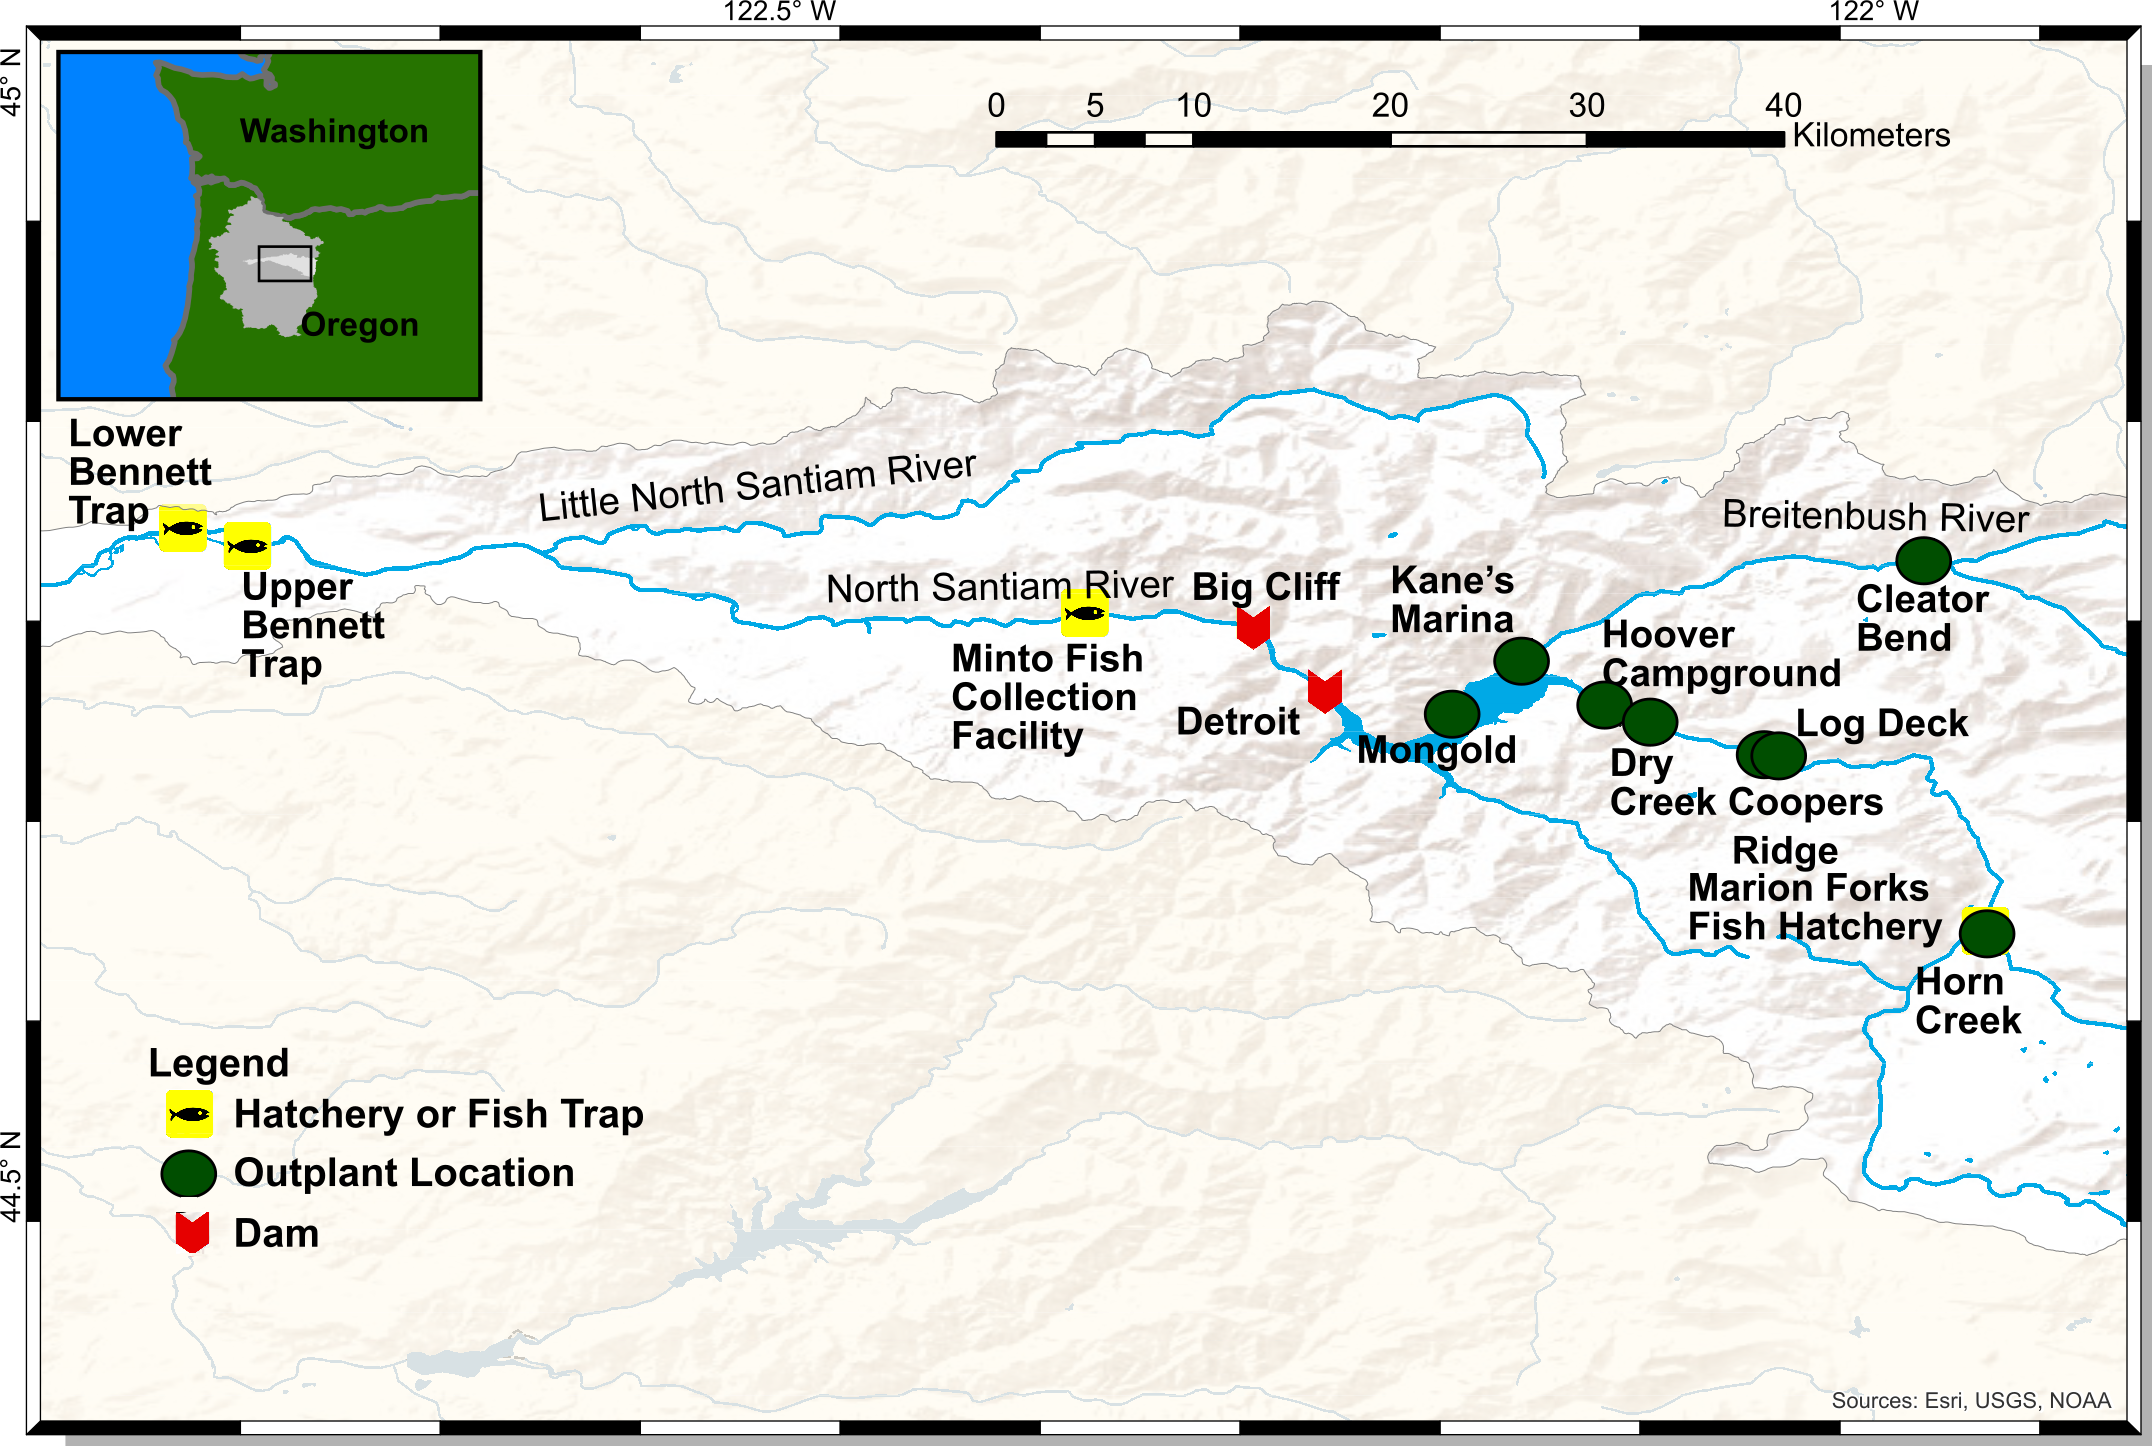 122.5° W
122° W
45° N
44.5° N
Washington
Oregon
0 5 10 20 30 40
Kilometers
Lower
Bennett
Trap
Upper
Bennett
Trap
Little North Santiam River
North Santiam River
Breitenbush River
Minto Fish
Collection
Facility
Big Cliff
Detroit
Kane’s
Marina
Mongold
Hoover
Campground
Cleator
Bend
Log Deck
Dry
Creek Coopers
Ridge
Marion Forks
Fish Hatchery
Horn
Creek
Legend
Hatchery or Fish Trap
Outplant Location
Dam
Sources: Esri, USGS, NOAA